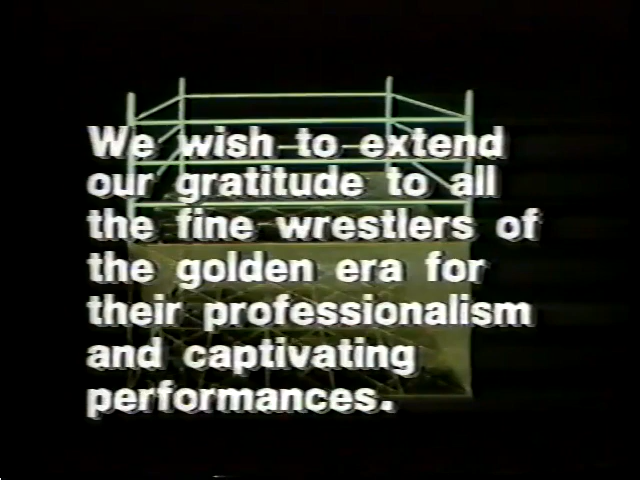 We wish to extend
our gratitude to all
the fine wrestlers of
the golden era for
their professionalism
and captivating
performances.